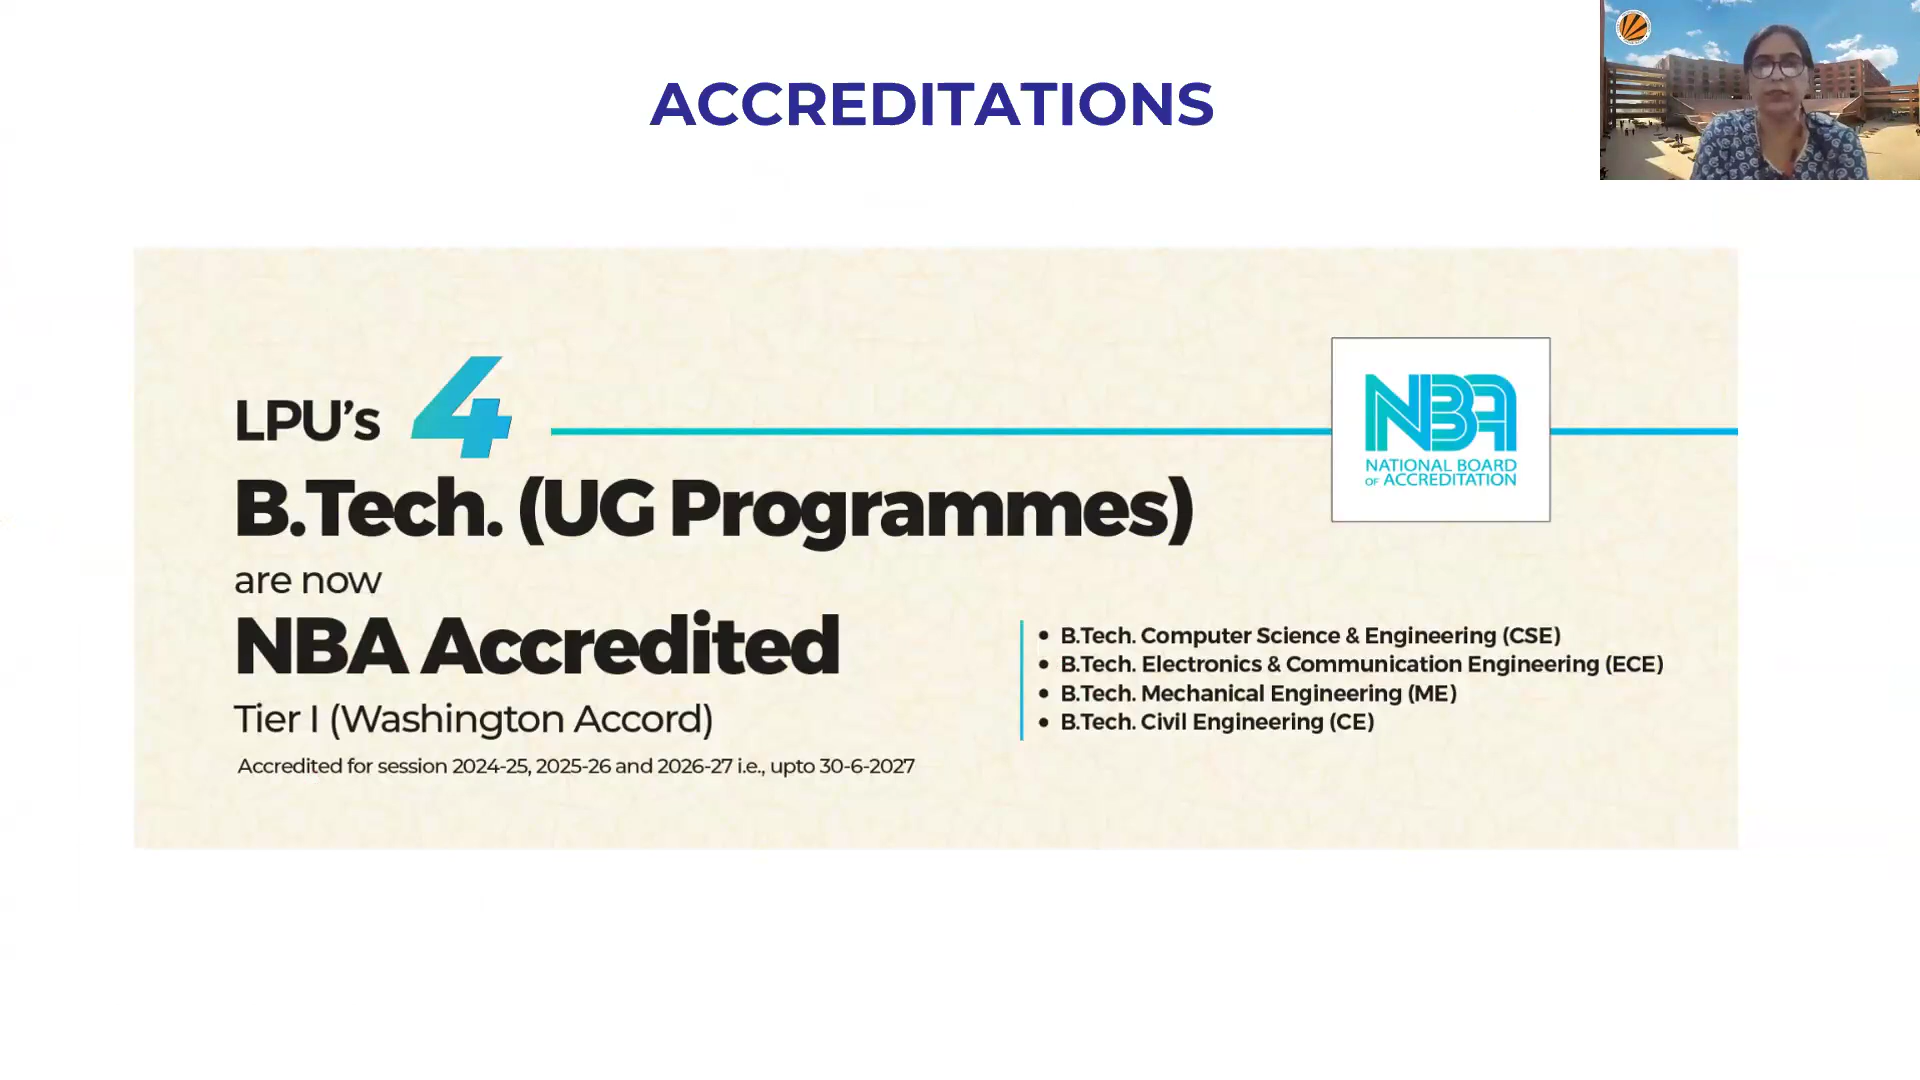 ACCREDITATIONS
LPU's 4
B.Tech. (UG Programmes)
are now
NBA Accredited
Tier I (Washington Accord)
Accredited for session 2024-25, 2025-26 and 2026-27 i.e., upto 30-6-2027
NBA
NATIONAL BOARD
OF ACCREDITATION
• B.Tech. Computer Science & Engineering (CSE)
• B.Tech. Electronics & Communication Engineering (ECE)
• B.Tech. Mechanical Engineering (ME)
• B.Tech. Civil Engineering (CE)